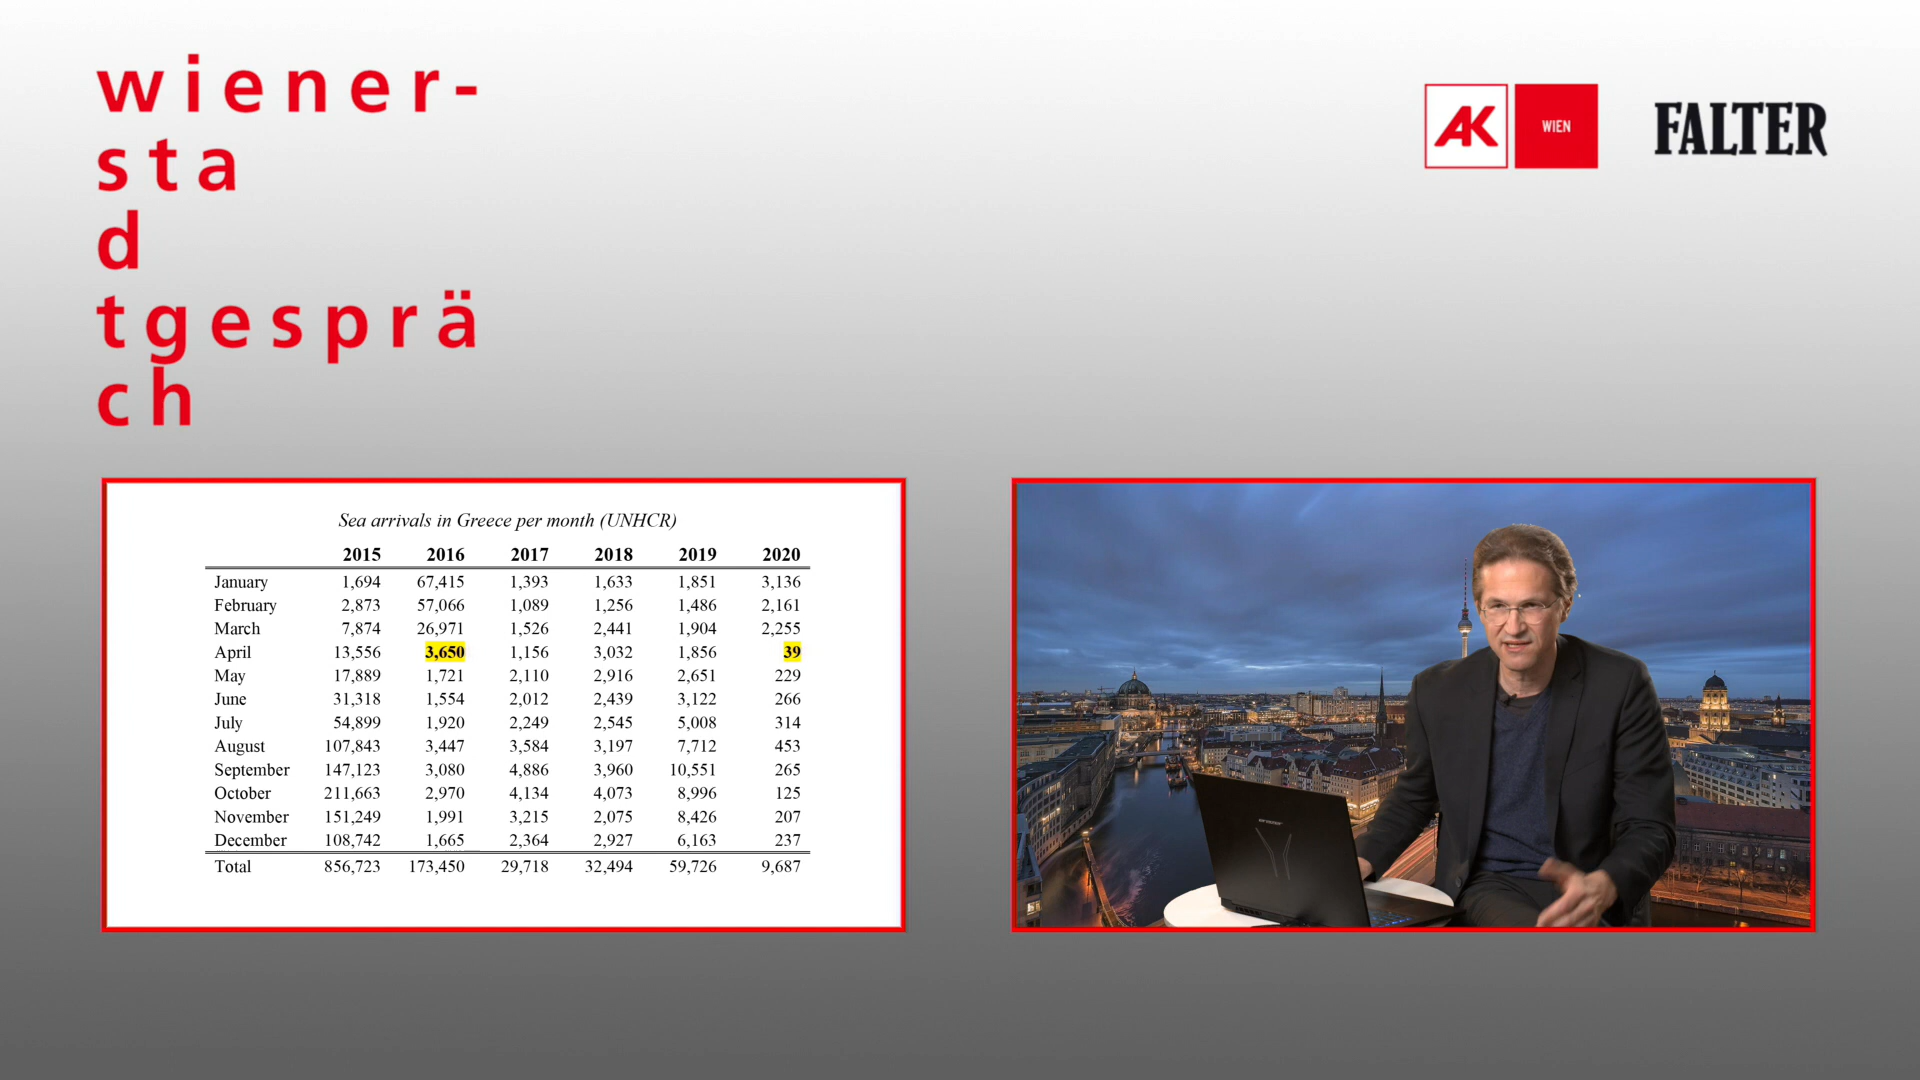 wiener-
sta
d
tgesprä
ch
AK WIEN FALTER
Sea arrivals in Greece per month (UNHCR)
2015 2016 2017 2018 2019 2020
January 1,694 67,415 1,393 1,633 1,851 3,136
February 2,873 57,066 1,089 1,256 1,486 2,161
March 7,874 26,971 1,526 2,441 1,904 2,255
April 13,556 3,650 1,156 3,032 1,856 39
May 17,889 1,721 2,110 2,916 2,651 229
June 31,318 1,554 2,012 2,439 3,122 266
July 54,899 1,920 2,249 2,545 5,008 314
August 107,843 3,447 3,584 3,197 7,712 453
September 147,123 3,080 4,886 3,960 10,551 265
October 211,663 2,970 4,134 4,073 8,996 125
November 151,249 1,991 3,215 2,075 8,426 207
December 108,742 1,665 2,364 2,927 6,163 237
Total 856,723 173,450 29,718 32,494 59,726 9,687